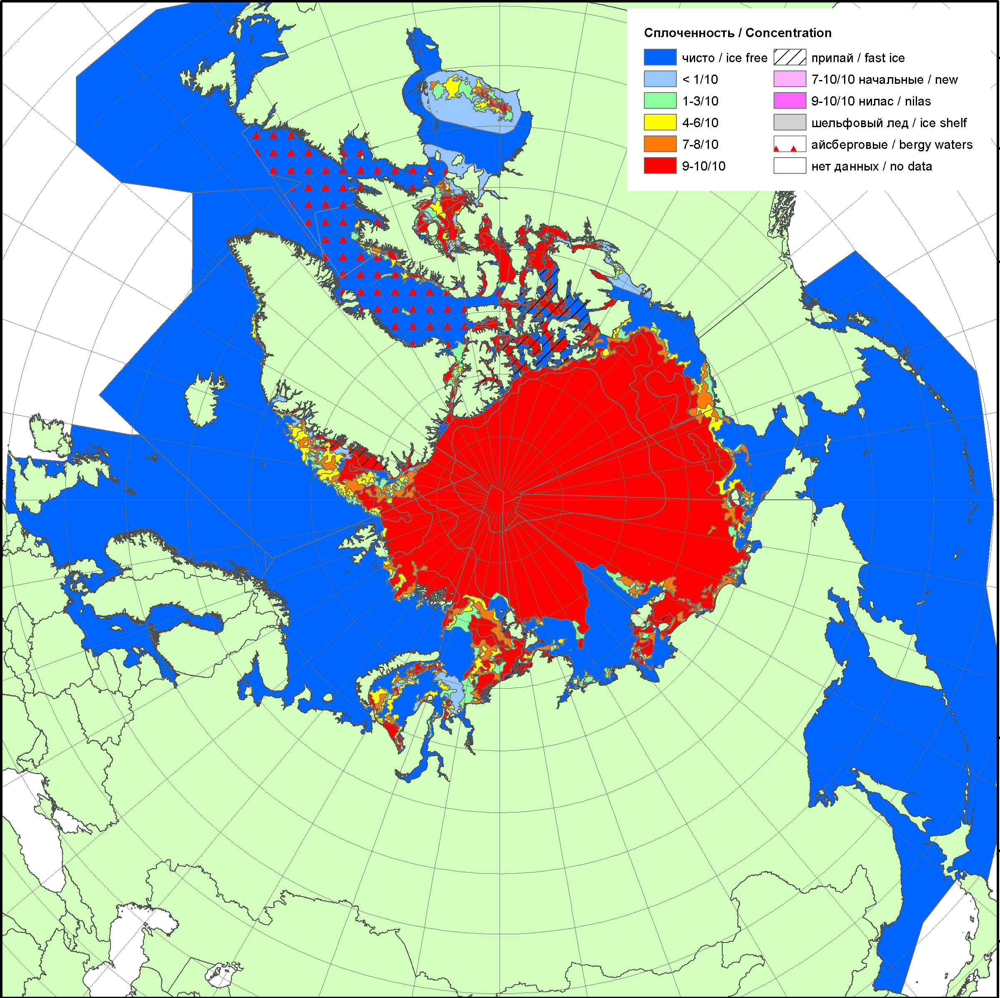 Сплоченность / Concentration
чисто / ice free
< 1/10
1-3/10
4-6/10
7-8/10
9-10/10
припай / fast ice
7-10/10 начальные / new
9-10/10 нилас / nilas
шельфовый лед / ice shelf
айсберговые / bergy waters
нет данных / no data